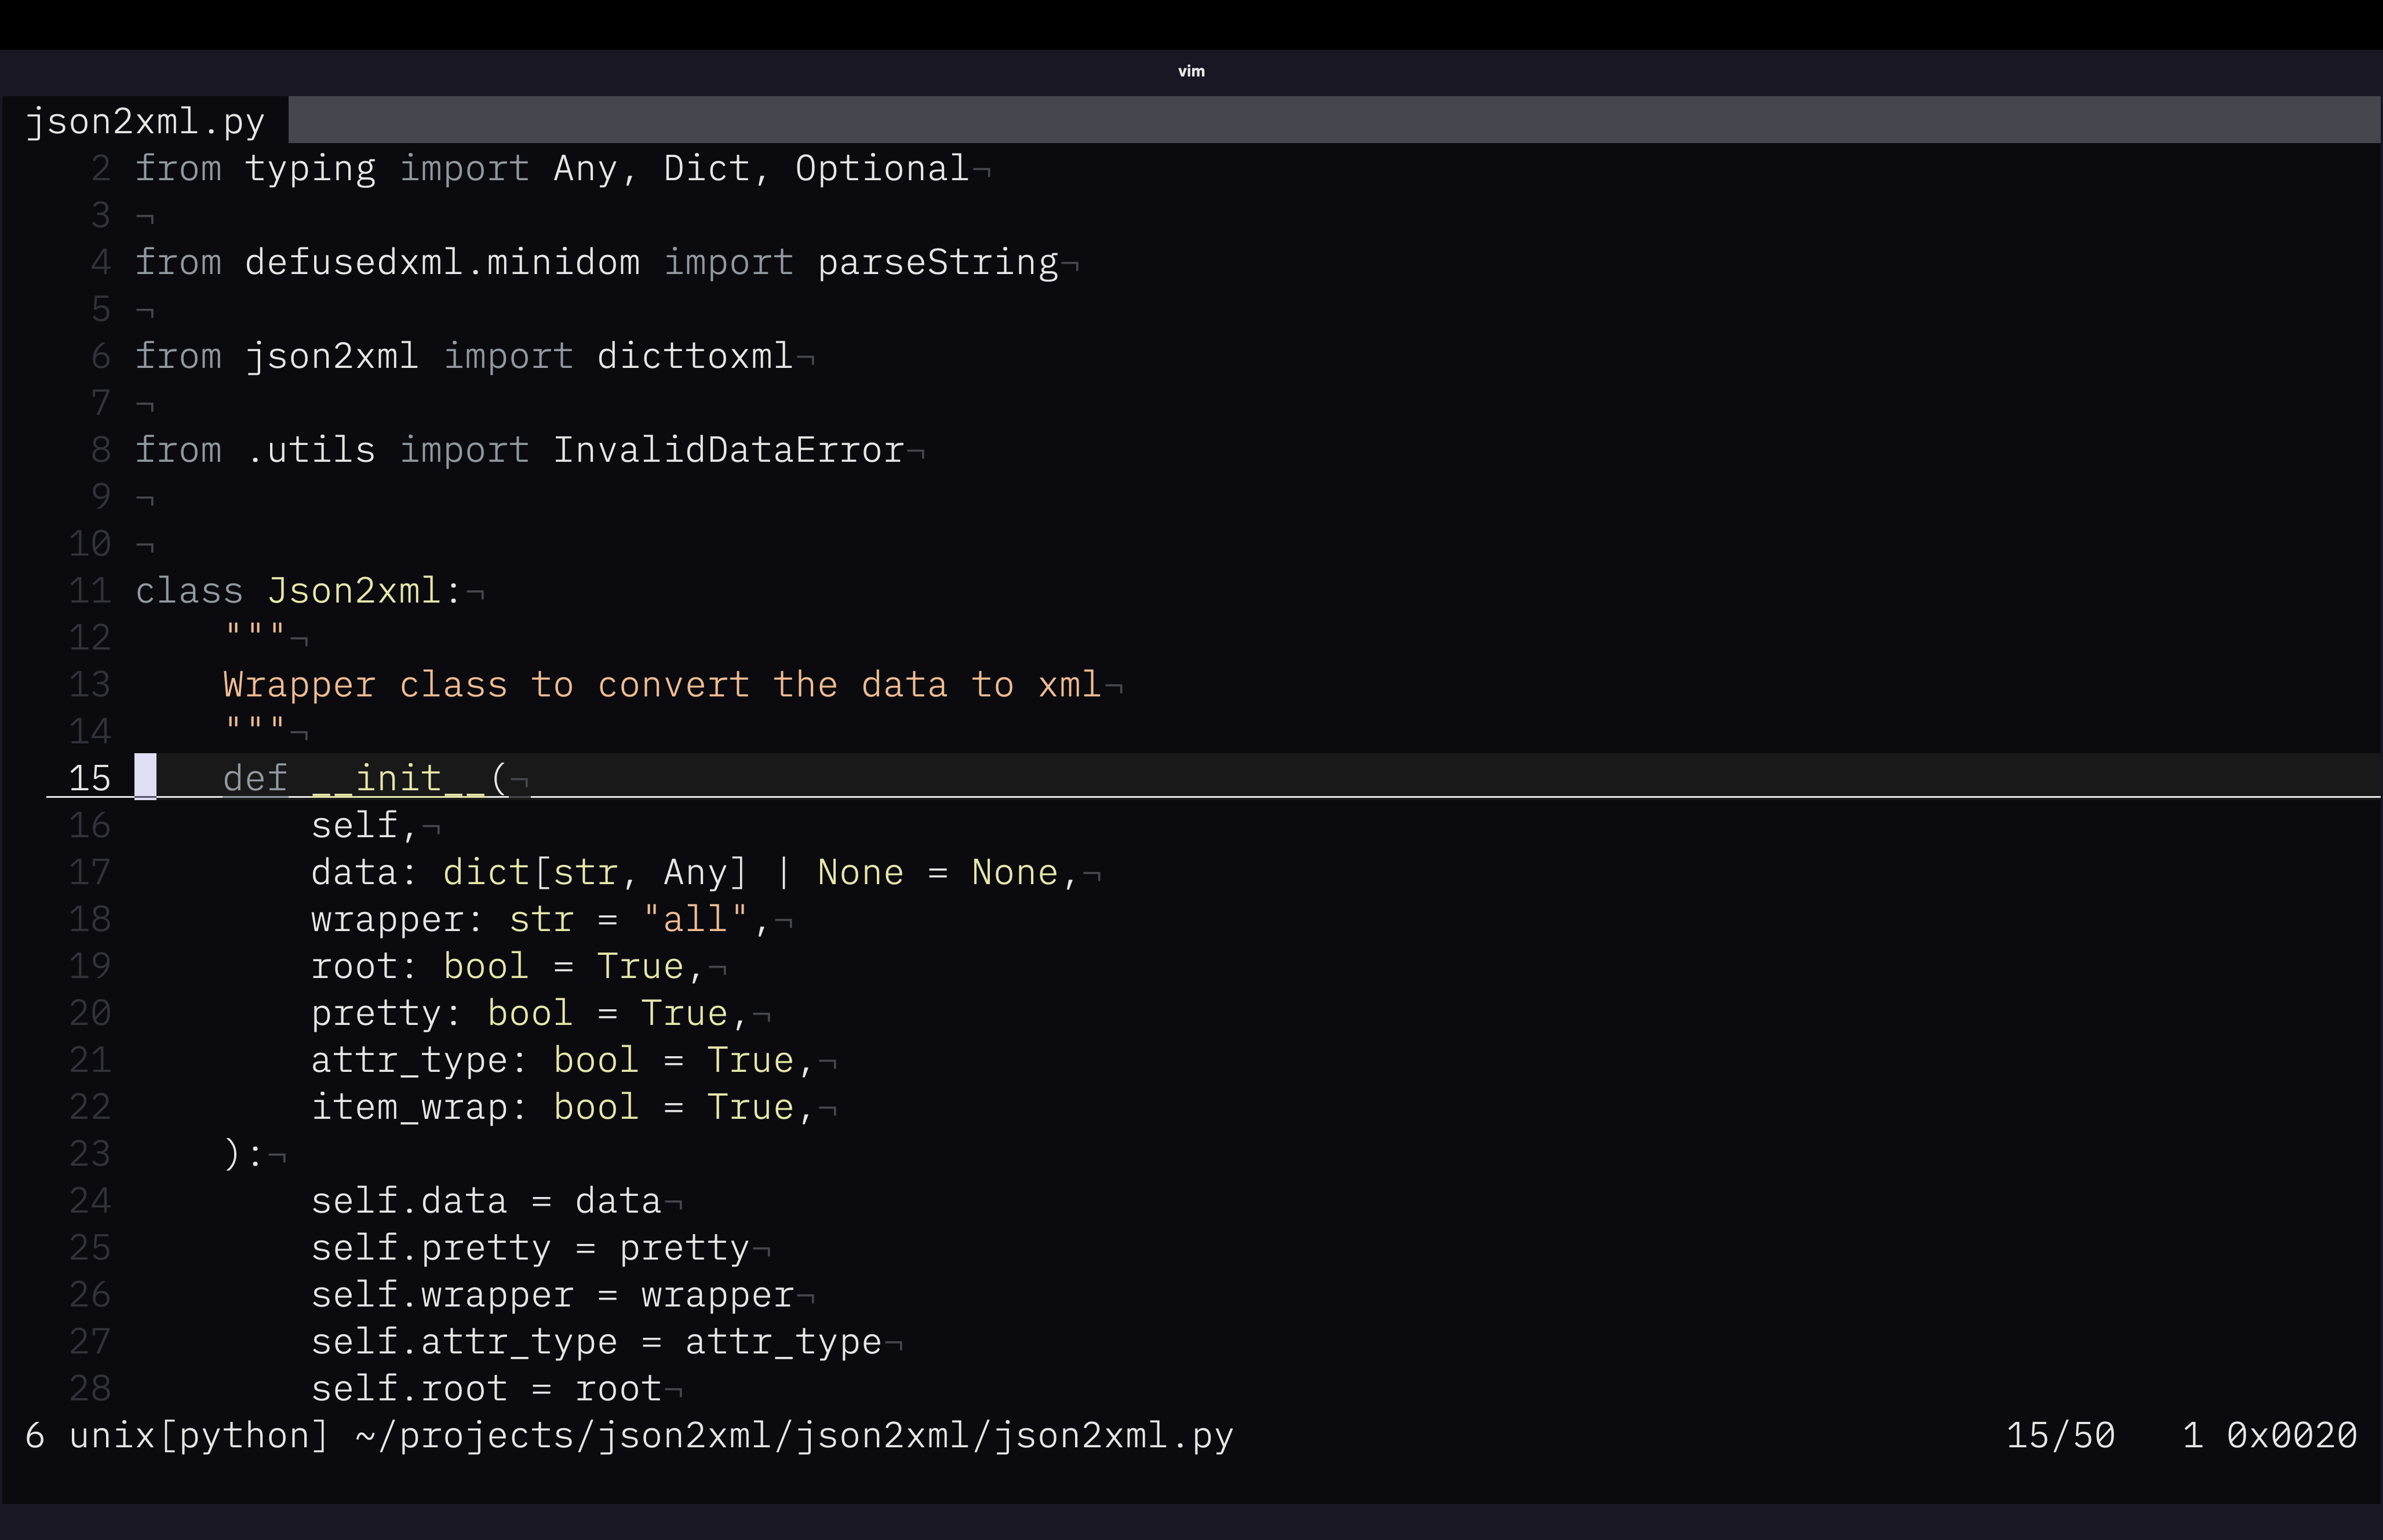 vim
json2xml.py
2 from typing import Any, Dict, Optional¬
3 ¬
4 from defusedxml.minidom import parseString¬
5 ¬
6 from json2xml import dicttoxml¬
7 ¬
8 from .utils import InvalidDataError¬
9 ¬
10 ¬
11 class Json2xml:¬
12     """¬
13     Wrapper class to convert the data to xml¬
14     """¬
15     def __init__(¬
16         self,¬
17         data: dict[str, Any] | None = None,¬
18         wrapper: str = "all",¬
19         root: bool = True,¬
20         pretty: bool = True,¬
21         attr_type: bool = True,¬
22         item_wrap: bool = True,¬
23     ):¬
24         self.data = data¬
25         self.pretty = pretty¬
26         self.wrapper = wrapper¬
27         self.attr_type = attr_type¬
28         self.root = root¬
6 unix[python] ~/projects/json2xml/json2xml/json2xml.py 15/50 1 0x0020